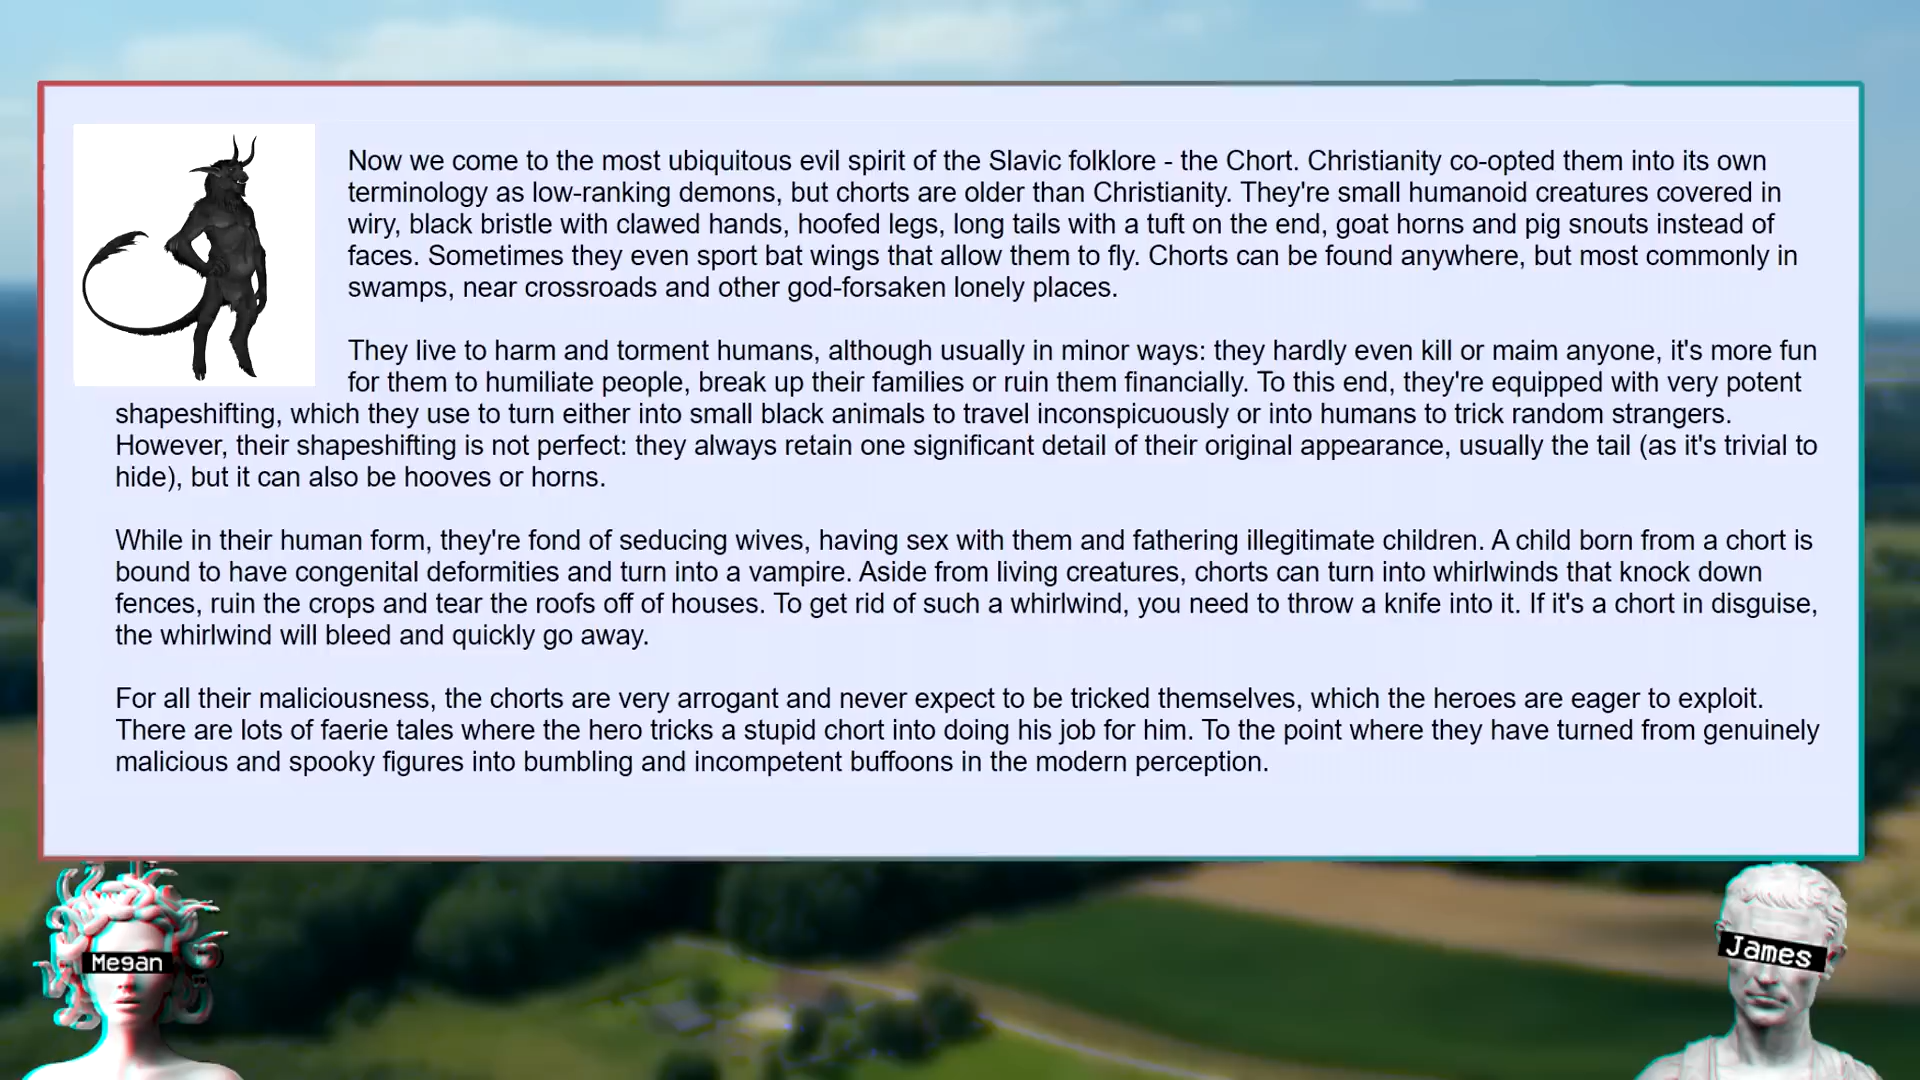 Now we come to the most ubiquitous evil spirit of the Slavic folklore - the Chort. Christianity co-opted them into its own
terminology as low-ranking demons, but chorts are older than Christianity. They're small humanoid creatures covered in
wiry, black bristle with clawed hands, hoofed legs, long tails with a tuft on the end, goat horns and pig snouts instead of
faces. Sometimes they even sport bat wings that allow them to fly. Chorts can be found anywhere, but most commonly in
swamps, near crossroads and other god-forsaken lonely places.
They live to harm and torment humans, although usually in minor ways: they hardly even kill or maim anyone, it's more fun
for them to humiliate people, break up their families or ruin them financially. To this end, they're equipped with very potent
shapeshifting, which they use to turn either into small black animals to travel inconspicuously or into humans to trick random strangers.
However, their shapeshifting is not perfect: they always retain one significant detail of their original appearance, usually the tail (as it's trivial to
hide), but it can also be hooves or horns.
While in their human form, they're fond of seducing wives, having sex with them and fathering illegitimate children. A child born from a chort is
bound to have congenital deformities and turn into a vampire. Aside from living creatures, chorts can turn into whirlwinds that knock down
fences, ruin the crops and tear the roofs off of houses. To get rid of such a whirlwind, you need to throw a knife into it. If it's a chort in disguise,
the whirlwind will bleed and quickly go away.
For all their maliciousness, the chorts are very arrogant and never expect to be tricked themselves, which the heroes are eager to exploit.
There are lots of faerie tales where the hero tricks a stupid chort into doing his job for him. To the point where they have turned from genuinely
malicious and spooky figures into bumbling and incompetent buffoons in the modern perception.
Megan
James